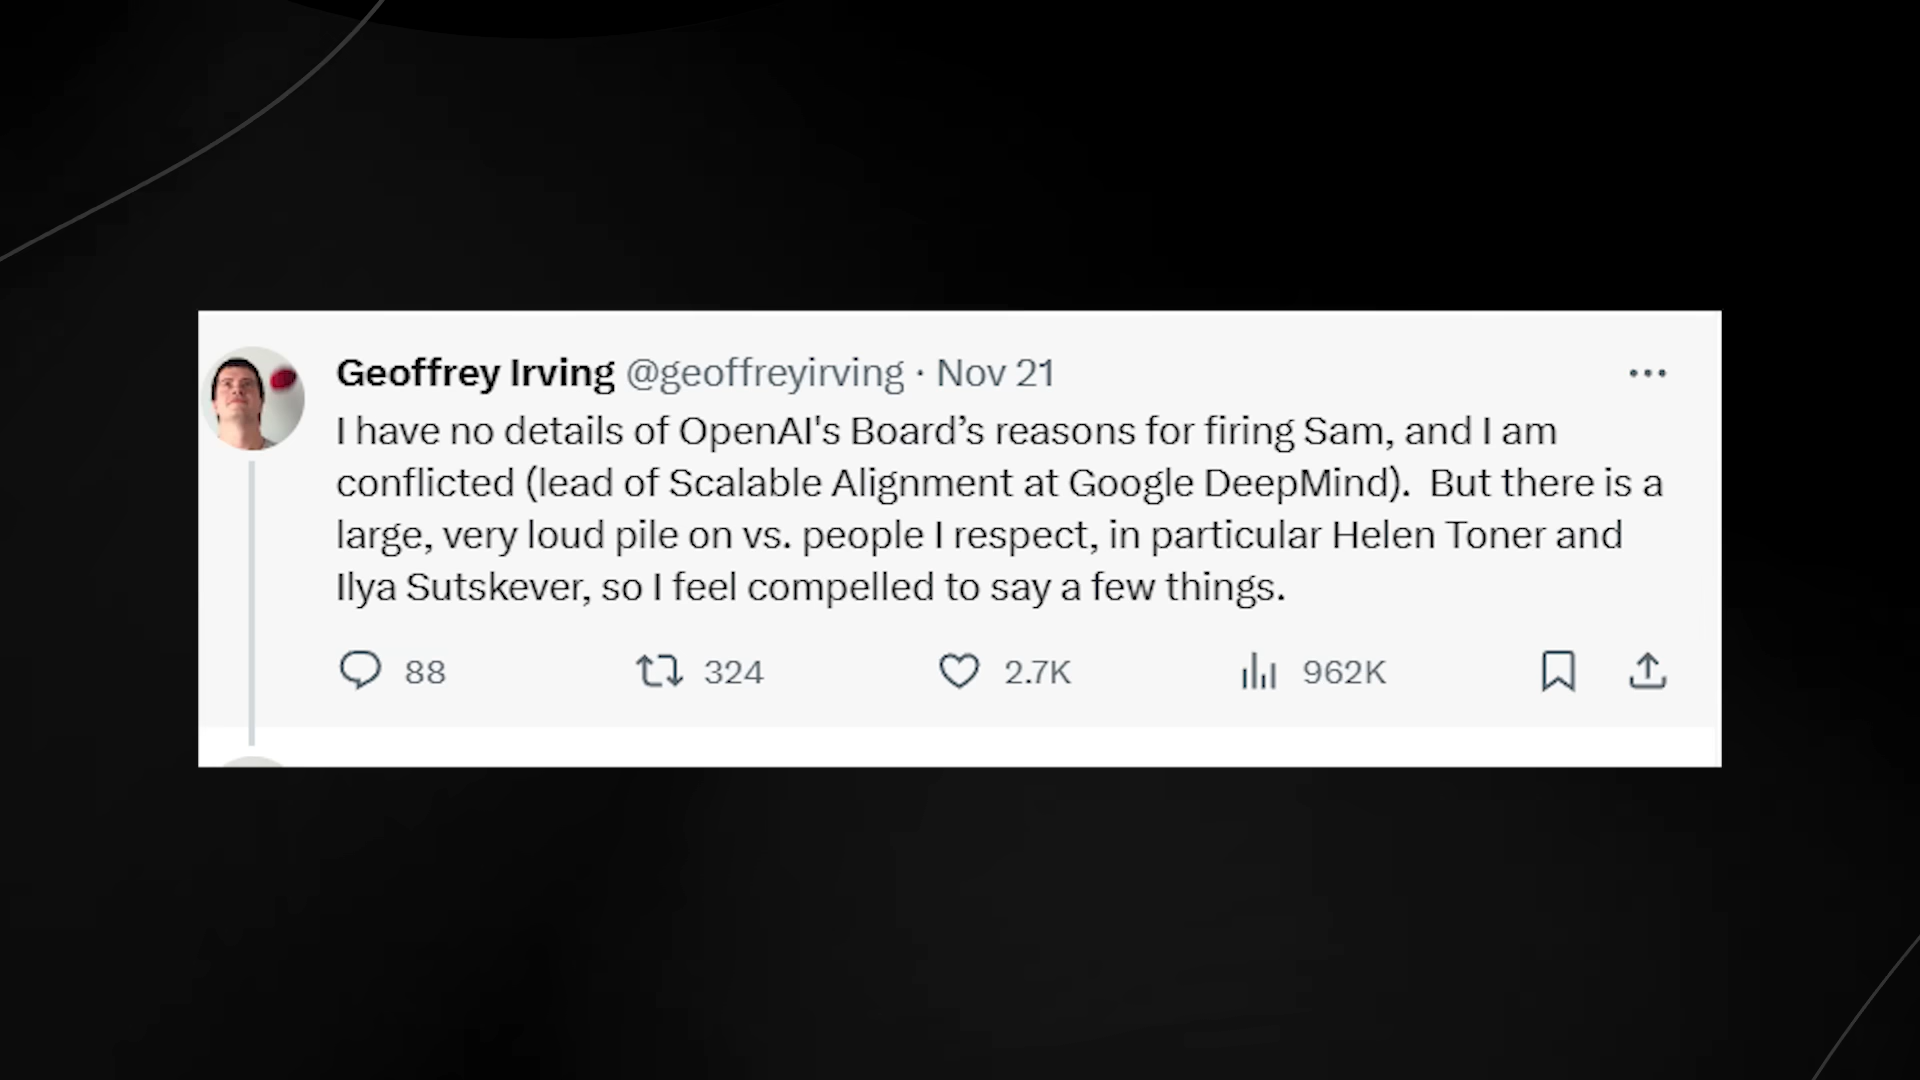 Geoffrey Irving @geoffreyirving · Nov 21
I have no details of OpenAI's Board’s reasons for firing Sam, and I am
conflicted (lead of Scalable Alignment at Google DeepMind).  But there is a
large, very loud pile on vs. people I respect, in particular Helen Toner and
Ilya Sutskever, so I feel compelled to say a few things.
88 324 2.7K 962K